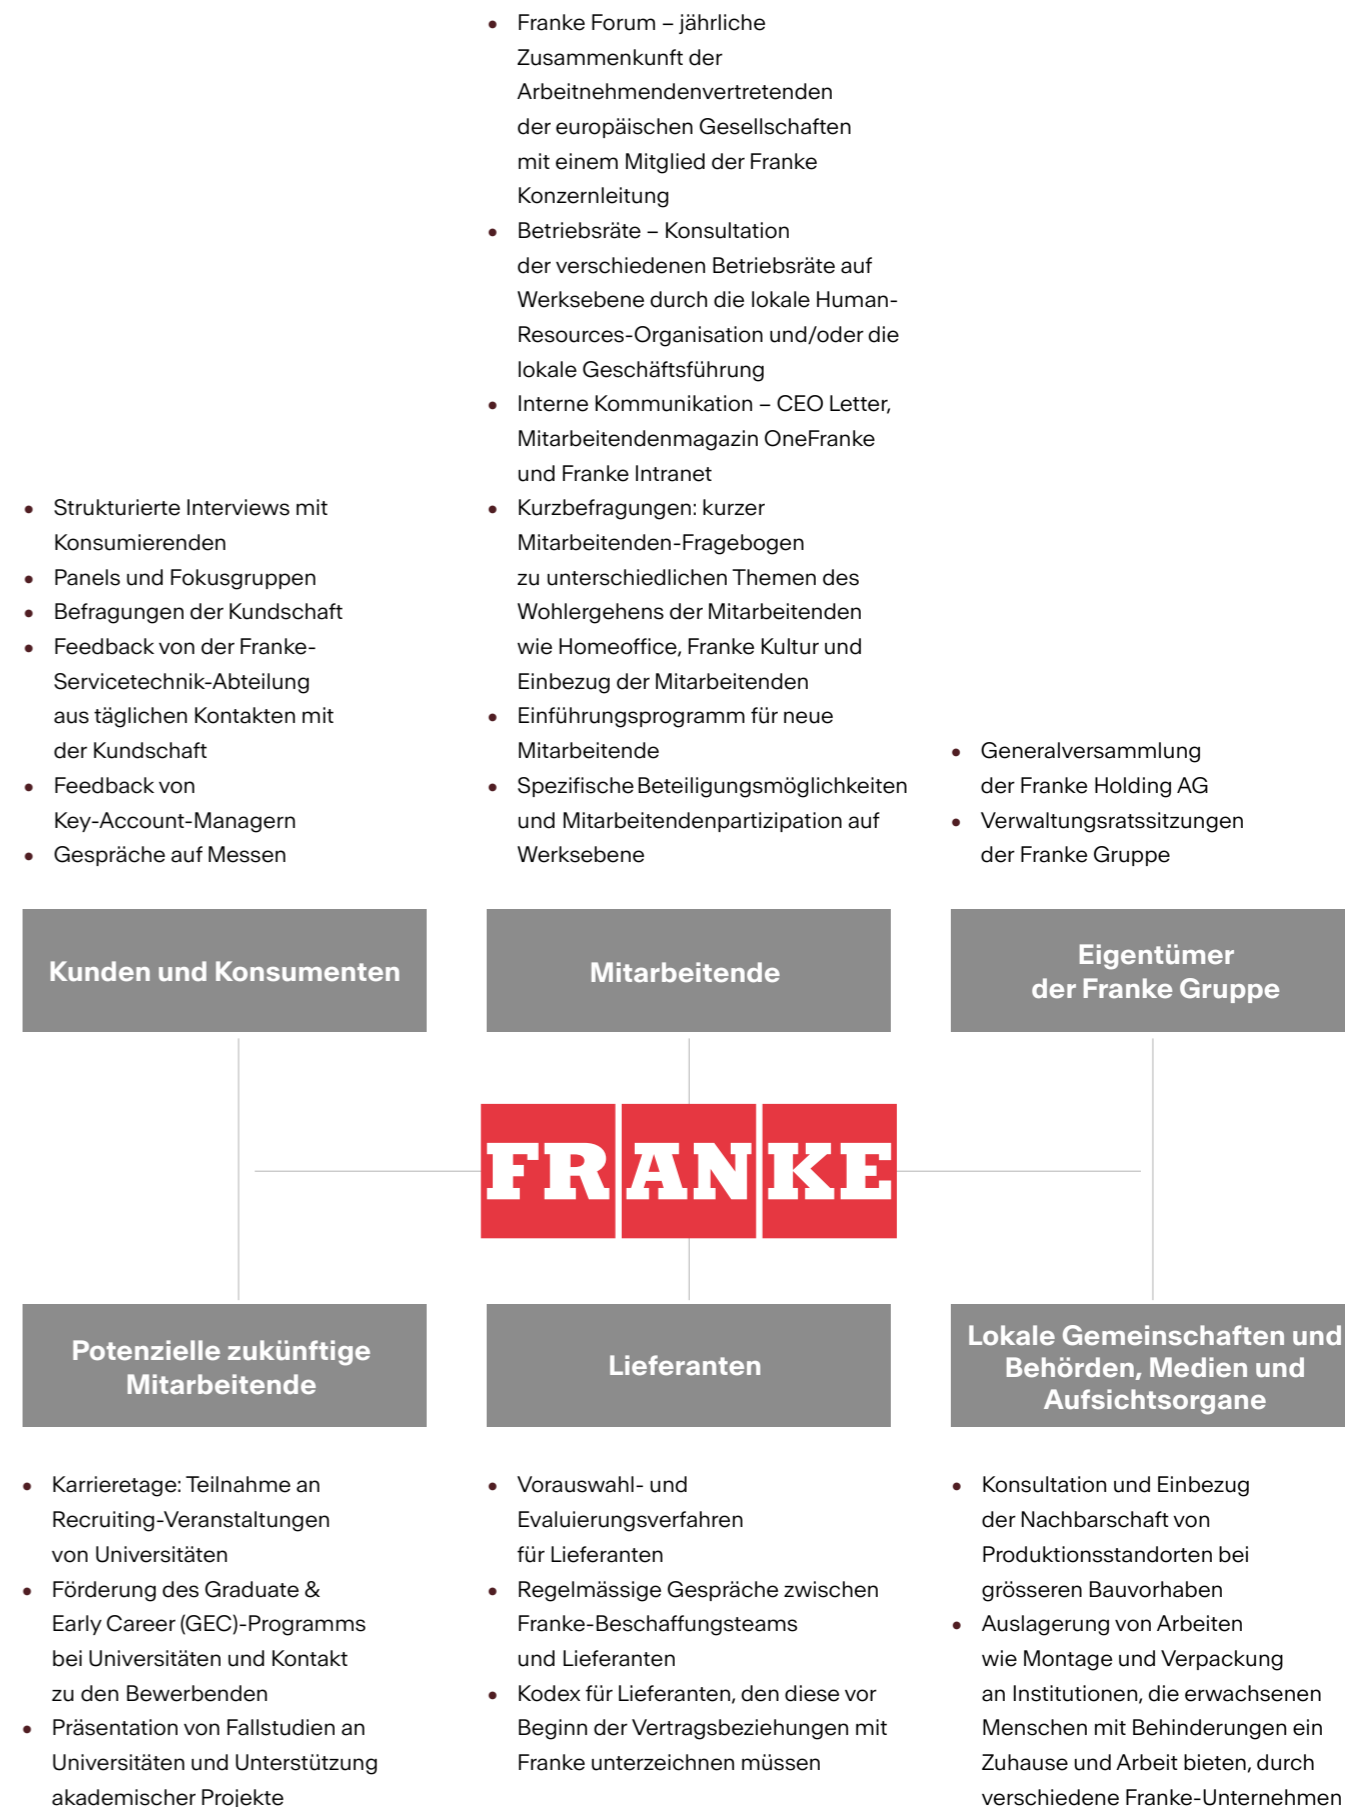 • Franke Forum – jährliche
Zusammenkunft der
Arbeitnehmendenvertretenden
der europäischen Gesellschaften
mit einem Mitglied der Franke
Konzernleitung
• Betriebsräte – Konsultation
der verschiedenen Betriebsräte auf
Werksebene durch die lokale Human-
Resources-Organisation und/oder die
lokale Geschäftsführung
• Interne Kommunikation – CEO Letter,
Mitarbeitendenmagazin OneFranke
und Franke Intranet
• Kurzbefragungen: kurzer
Mitarbeitenden-Fragebogen
zu unterschiedlichen Themen des
Wohlergehens der Mitarbeitenden
wie Homeoffice, Franke Kultur und
Einbezug der Mitarbeitenden
• Einführungsprogramm für neue
Mitarbeitende
• Spezifische Beteiligungsmöglichkeiten
und Mitarbeitendenpartizipation auf
Werksebene
• Strukturierte Interviews mit
Konsumierenden
• Panels und Fokusgruppen
• Befragungen der Kundschaft
• Feedback von der Franke-
Servicetechnik-Abteilung
aus täglichen Kontakten mit
der Kundschaft
• Feedback von
Key-Account-Managern
• Gespräche auf Messen
• Generalversammlung
der Franke Holding AG
• Verwaltungsratssitzungen
der Franke Gruppe
Kunden und Konsumenten
Mitarbeitende
Eigentümer
der Franke Gruppe
FRANKE
Potenzielle zukünftige
Mitarbeitende
Lieferanten
Lokale Gemeinschaften und
Behörden, Medien und
Aufsichtsorgane
• Karrieretage: Teilnahme an
Recruiting-Veranstaltungen
von Universitäten
• Förderung des Graduate &
Early Career (GEC)-Programms
bei Universitäten und Kontakt
zu den Bewerbenden
• Präsentation von Fallstudien an
Universitäten und Unterstützung
akademischer Projekte
• Vorauswahl- und
Evaluierungsverfahren
für Lieferanten
• Regelmässige Gespräche zwischen
Franke-Beschaffungsteams
und Lieferanten
• Kodex für Lieferanten, den diese vor
Beginn der Vertragsbeziehungen mit
Franke unterzeichnen müssen
• Konsultation und Einbezug
der Nachbarschaft von
Produktionsstandorten bei
grösseren Bauvorhaben
• Auslagerung von Arbeiten
wie Montage und Verpackung
an Institutionen, die erwachsenen
Menschen mit Behinderungen ein
Zuhause und Arbeit bieten, durch
verschiedene Franke-Unternehmen